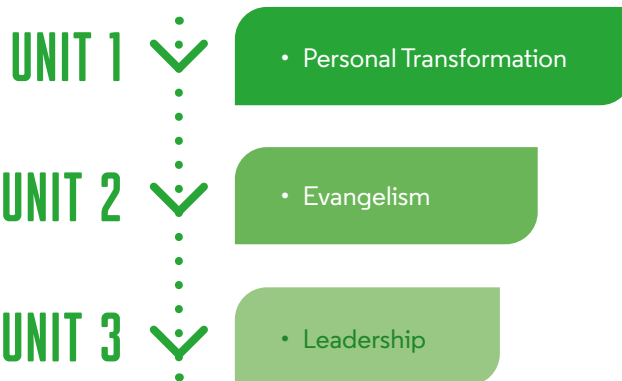 UNIT 1
• Personal Transformation
UNIT 2
• Evangelism
UNIT 3
• Leadership